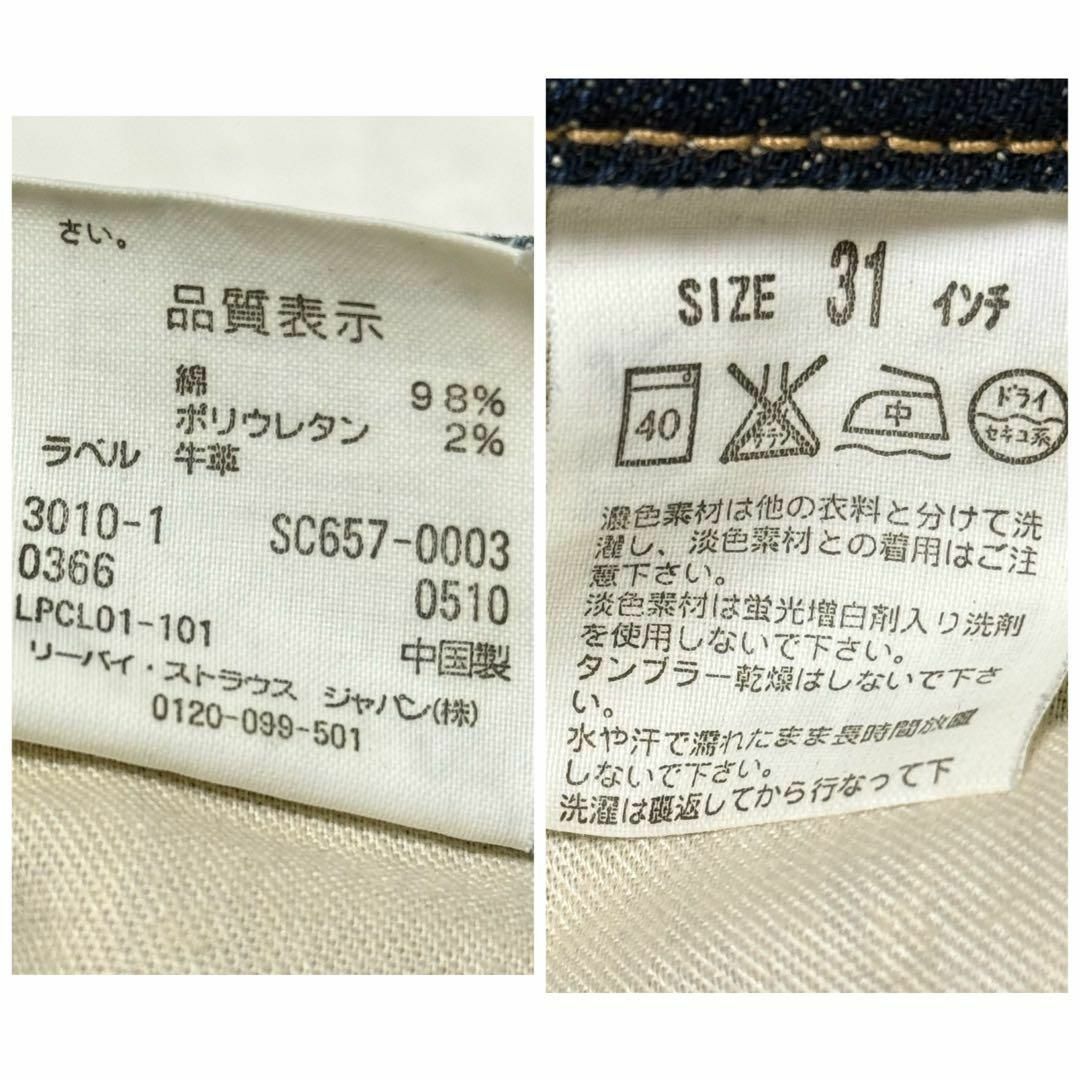 さい。
品質表示
綿 98%
ポリウレタン 2%
ラベル 牛革
3010-1 SC657-0003
0366 0510
LPCL01-101 中国製
リーバイ・ストラウス ジャパン(株)
0120-099-501
SIZE 31 インチ
40 サラシ 中 ドライ
セキユ系
濃色素材は他の衣料と分けて洗
濯し、淡色素材との着用はご注
意下さい。
淡色素材は蛍光増白剤入り洗剤
を使用しないで下さい。
タンブラー乾燥はしないで下さ
い。
水や汗で濡れたまま長時間放置
しないで下さい。
洗濯は裏返してから行なって下